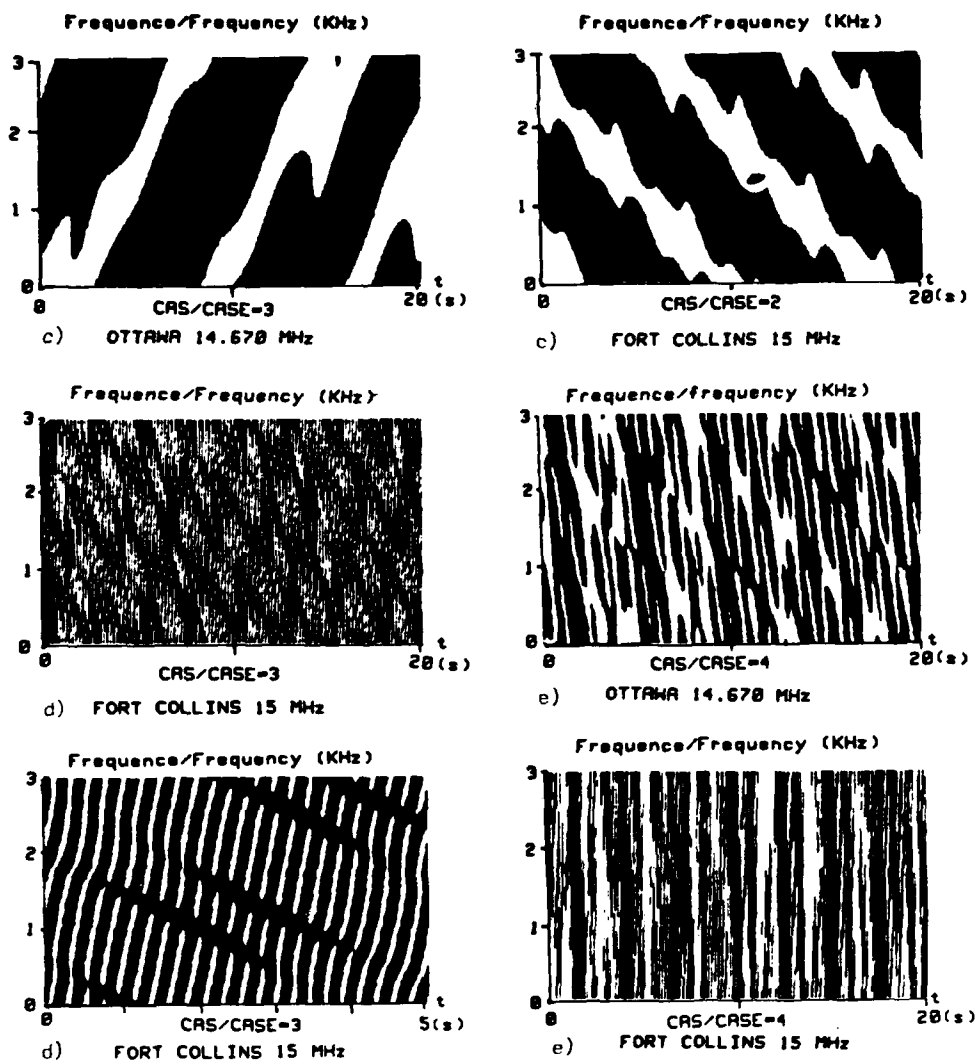 Frequence/Frequency (KHz)
3
2
1
0
0
t
20(s)
CAS/CASE=3
c) OTTAWA 14.670 MHz
Frequence/Frequency (KHz)
3
2
1
0
0
t
20(s)
CAS/CASE=2
c) FORT COLLINS 15 MHz
Frequence/Frequency (KHz)
3
2
1
0
0
t
20(s)
CAS/CASE=3
d) FORT COLLINS 15 MHz
Frequence/frequency (KHz)
3
2
1
0
0
t
20(s)
CAS/CASE=4
e) OTTAWA 14.670 MHz
Frequence/Frequency (KHz)
3
2
1
0
0
t
5(s)
CAS/CASE=3
d) FORT COLLINS 15 MHz
Frequence/Frequency (KHz)
3
2
1
0
0
t
20(s)
CAS/CASE=4
e) FORT COLLINS 15 MHz